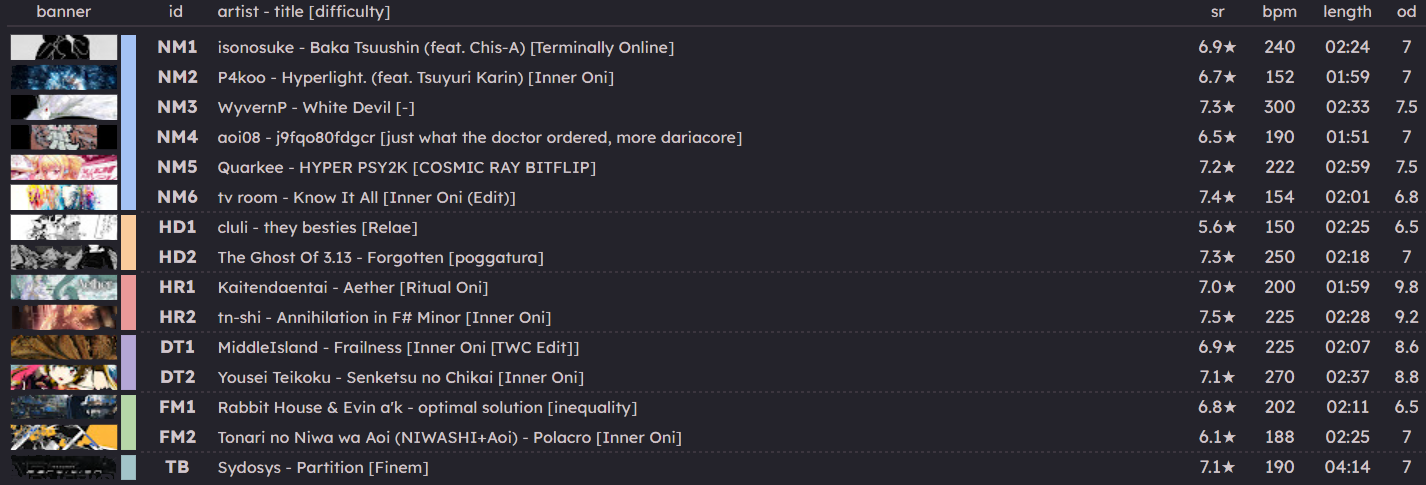 banner id artist - title [difficulty] sr bpm length od
NM1 isonosuke - Baka Tsuushin (feat. Chis-A) [Terminally Online] 6.9★ 240 02:24 7
NM2 P4koo - Hyperlight. (feat. Tsuyuri Karin) [Inner Oni] 6.7★ 152 01:59 7
NM3 WyvernP - White Devil [-] 7.3★ 300 02:33 7.5
NM4 aoi08 - j9fqo80fdgcr [just what the doctor ordered, more dariacore] 6.5★ 190 01:51 7
NM5 Quarkee - HYPER PSY2K [COSMIC RAY BITFLIP] 7.2★ 222 02:59 7.5
NM6 tv room - Know It All [Inner Oni (Edit)] 7.4★ 154 02:01 6.8
HD1 cluli - they besties [Relae] 5.6★ 150 02:25 6.5
HD2 The Ghost Of 3.13 - Forgotten [poggatura] 7.3★ 250 02:18 7
HR1 Kaitendaentai - Aether [Ritual Oni] 7.0★ 200 01:59 9.8
HR2 tn-shi - Annihilation in F# Minor [Inner Oni] 7.5★ 225 02:28 9.2
DT1 MiddleIsland - Frailness [Inner Oni [TWC Edit]] 6.9★ 225 02:07 8.6
DT2 Yousei Teikoku - Senketsu no Chikai [Inner Oni] 7.1★ 270 02:37 8.8
FM1 Rabbit House & Evin a'k - optimal solution [inequality] 6.8★ 202 02:11 6.5
FM2 Tonari no Niwa wa Aoi (NIWASHI+Aoi) - Polacro [Inner Oni] 6.1★ 188 02:25 7
TB Sydosys - Partition [Finem] 7.1★ 190 04:14 7